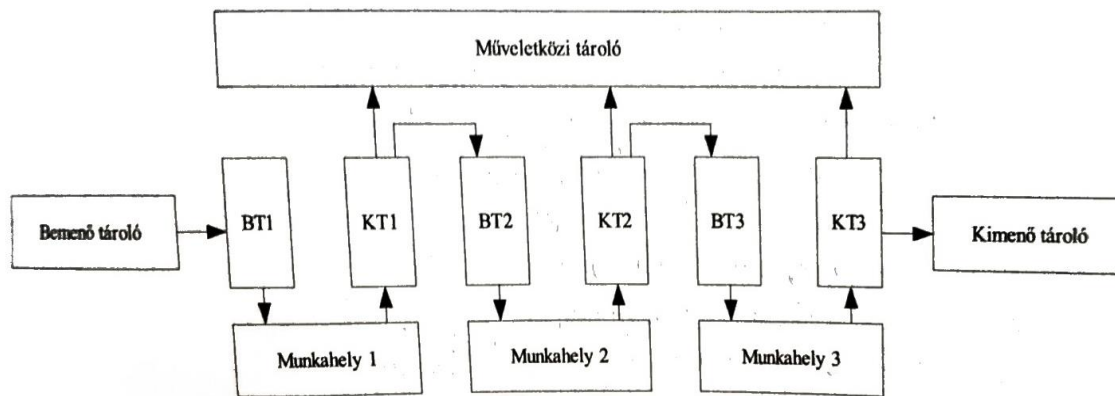 Műveletközi tároló
Bemenő tároló
BT1
KT1
BT2
KT2
BT3
KT3
Kimenő tároló
Munkahely 1
Munkahely 2
Munkahely 3